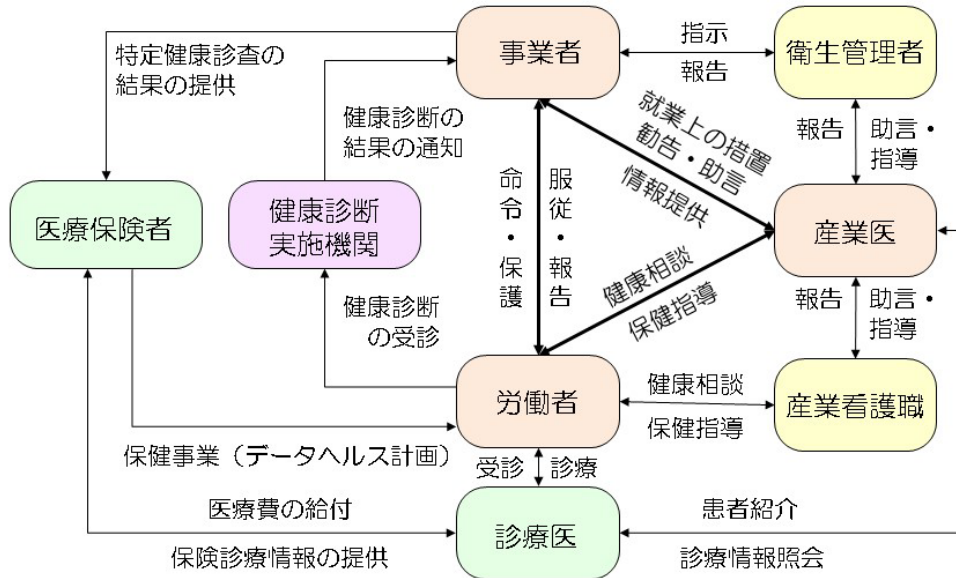 特定健康診査の
結果の提供
事業者
指示
報告
衛生管理者
健康診断の
結果の通知
就業上の措置
勧告・助言
情報提供
報告
助言・
指導
医療保険者
健康診断
実施機関
命令・保護
服従・報告
産業医
健康相談
保健指導
健康診断
の受診
報告
助言・
指導
労働者
健康相談
保健指導
産業看護職
保健事業（データヘルス計画）
受診
診療
医療費の給付
保険診療情報の提供
診療医
患者紹介
診療情報照会